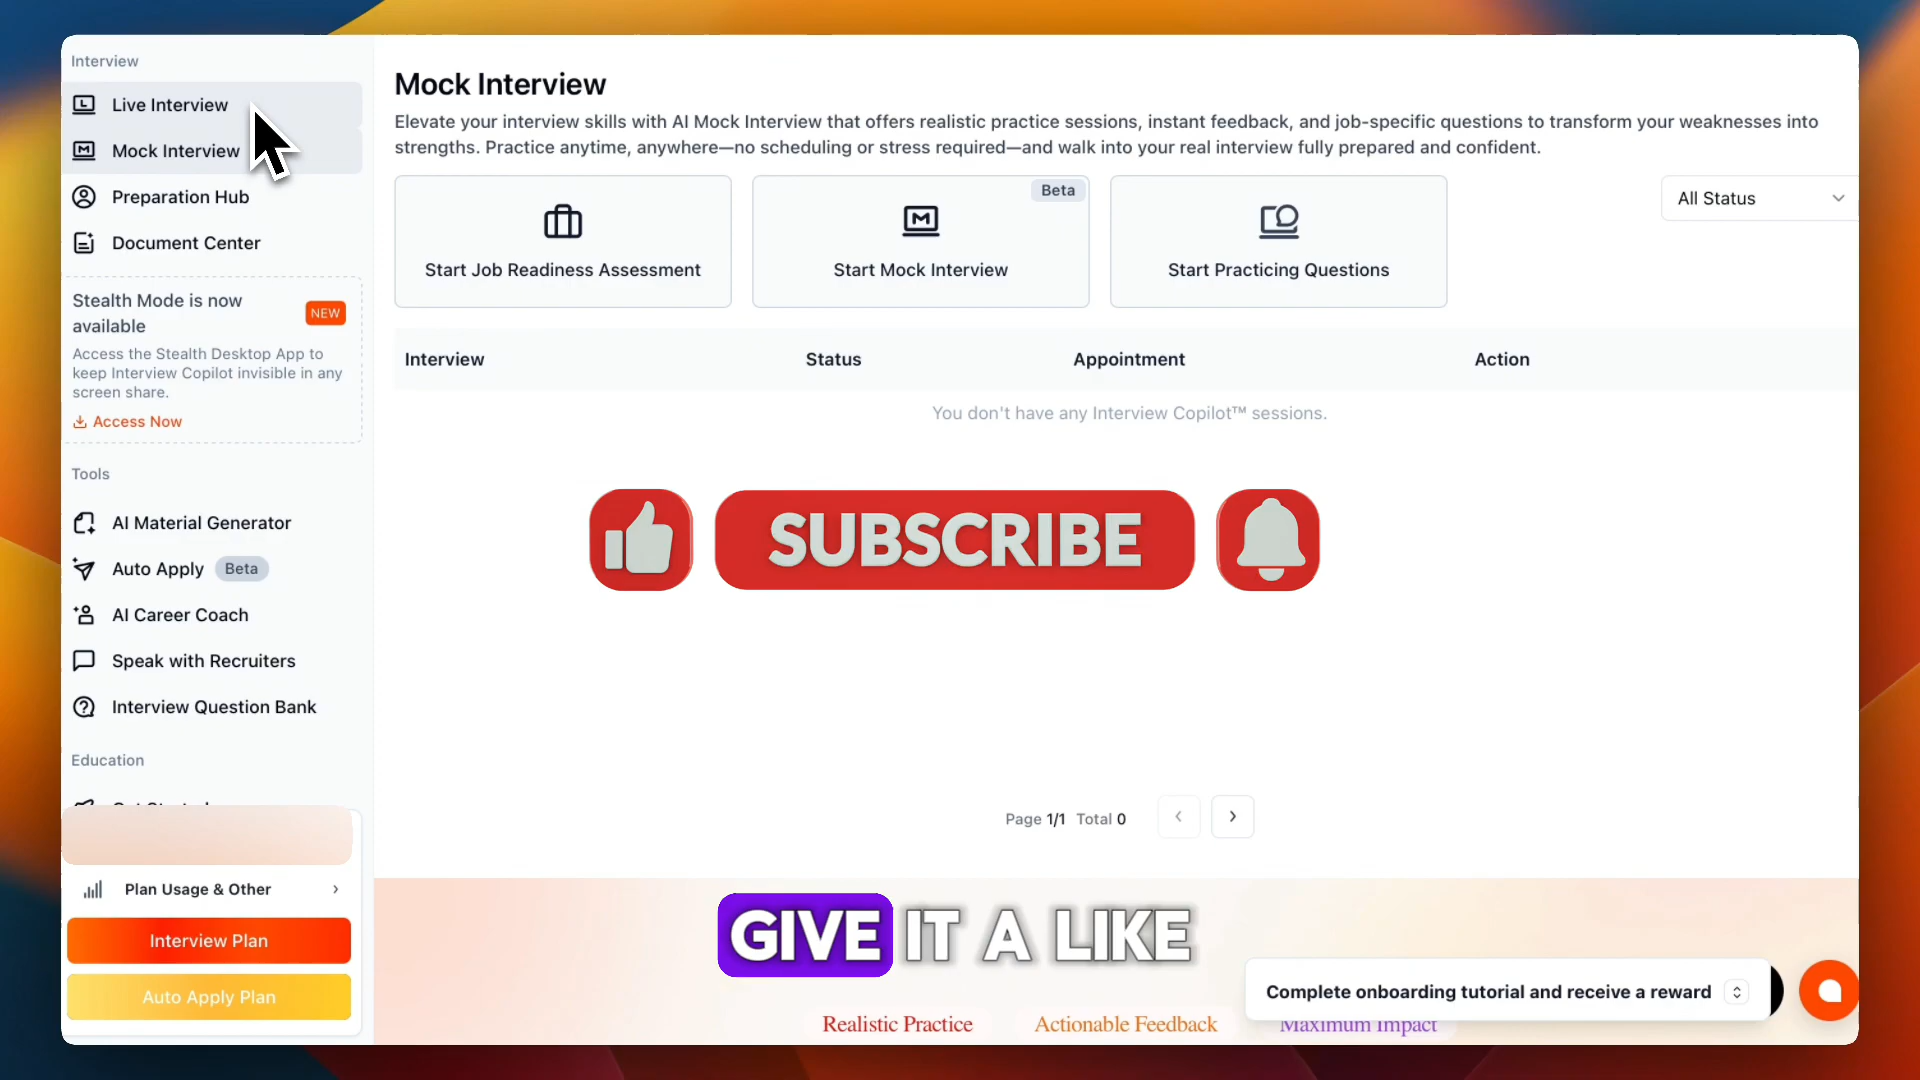 Interview
Live Interview
Mock Interview
Preparation Hub
Document Center
Stealth Mode is now
available
NEW
Access the Stealth Desktop App to
keep Interview Copilot invisible in any
screen share.
Access Now
Tools
AI Material Generator
Auto Apply Beta
AI Career Coach
Speak with Recruiters
Interview Question Bank
Education
Plan Usage & Other
Interview Plan
Auto Apply Plan
Mock Interview
Elevate your interview skills with AI Mock Interview that offers realistic practice sessions, instant feedback, and job-specific questions to transform your weaknesses into
strengths. Practice anytime, anywhere—no scheduling or stress required—and walk into your real interview fully prepared and confident.
Start Job Readiness Assessment
Beta
Start Mock Interview
Start Practicing Questions
All Status
Interview Status Appointment Action
You don't have any Interview Copilot™ sessions.
SUBSCRIBE
Page 1/1 Total 0
GIVE IT A LIKE
Complete onboarding tutorial and receive a reward
Realistic Practice Actionable Feedback Maximum Impact